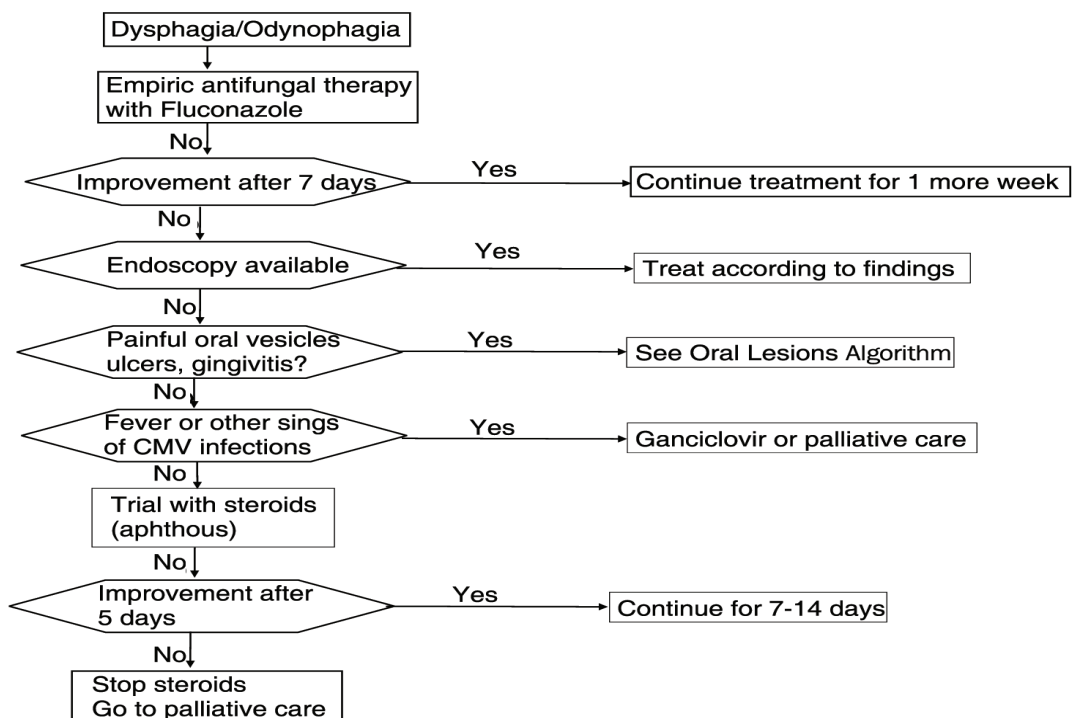 Dysphagia/Odynophagia
Empiric antifungal therapy
with Fluconazole
No
Improvement after 7 days
Yes
Continue treatment for 1 more week
No
Endoscopy available
Yes
Treat according to findings
No
Painful oral vesicles
ulcers, gingivitis?
Yes
See Oral Lesions Algorithm
No
Fever or other sings
of CMV infections
Yes
Ganciclovir or palliative care
No
Trial with steroids
(aphthous)
No
Improvement after
5 days
Yes
Continue for 7-14 days
No
Stop steroids
Go to palliative care